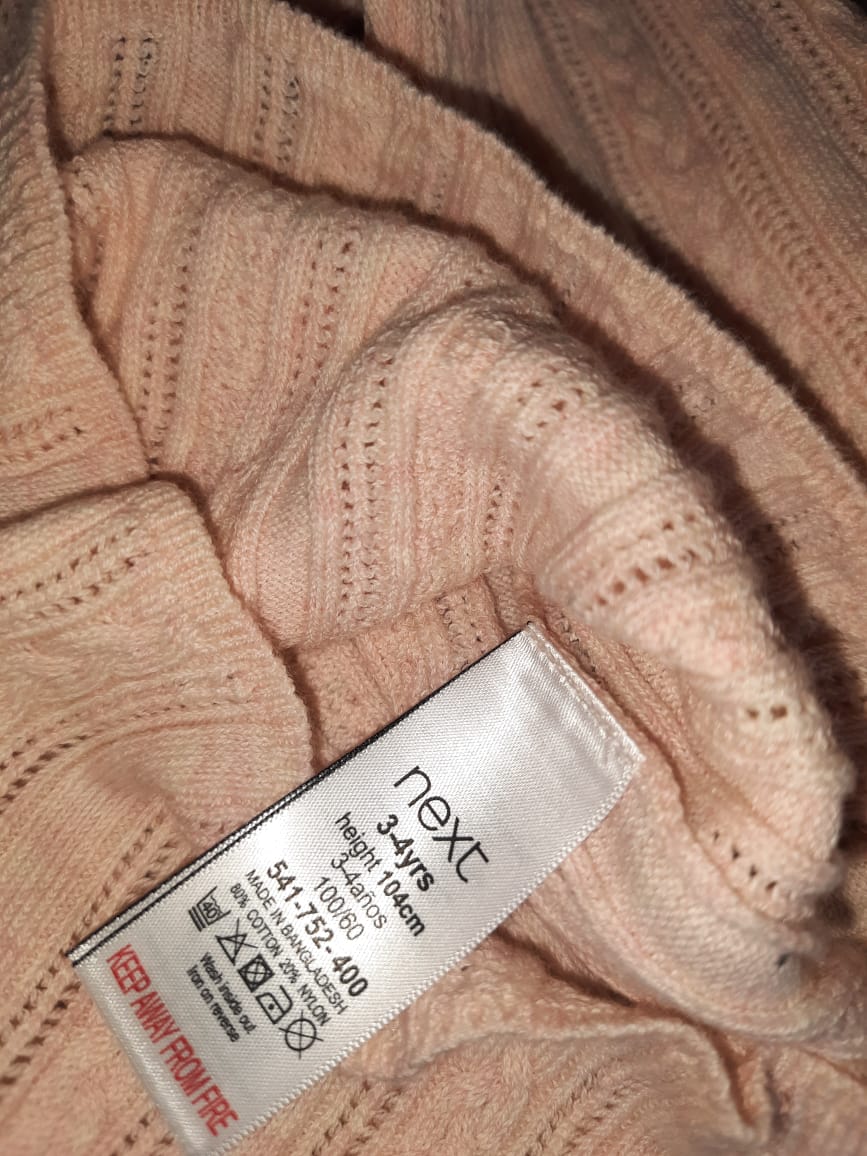 next
3-4yrs
height 104cm
3-4años
100/60
541-752-400
MADE IN BANGLADESH
80% COTTON 20% NYLON
40
Wash inside out
Iron on reverse
KEEP AWAY FROM FIRE